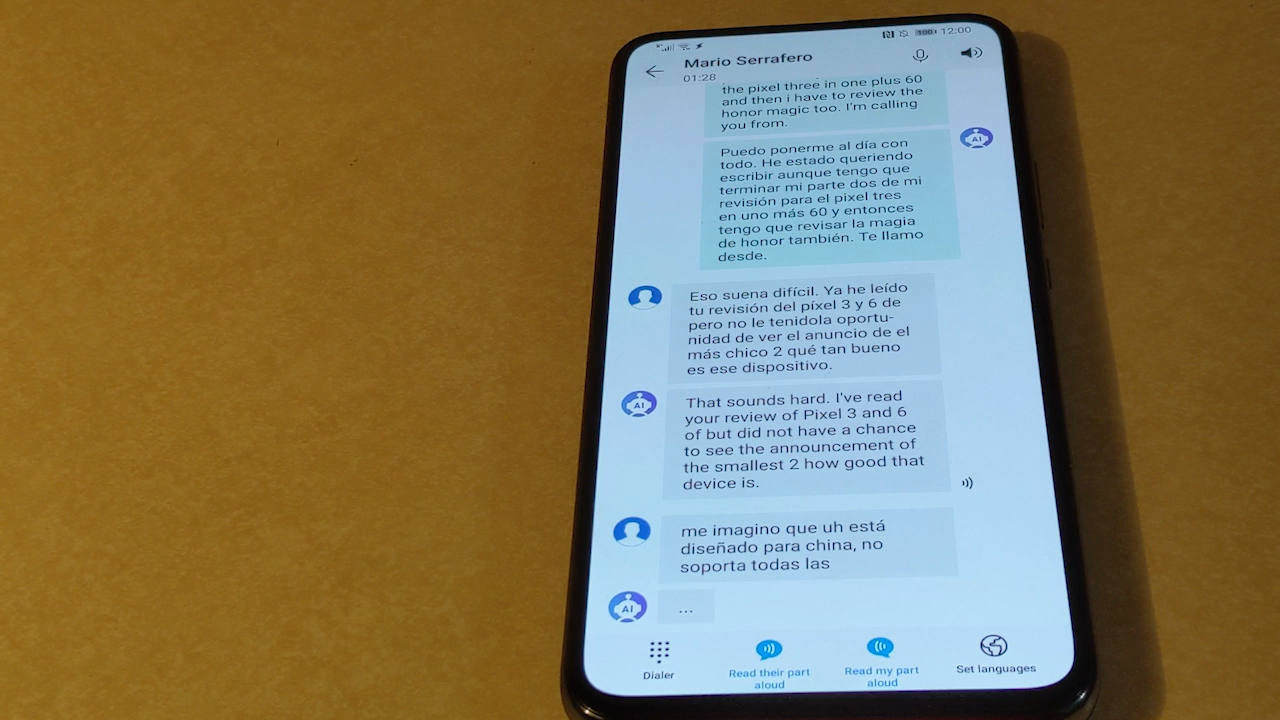 100 12:00
Mario Serrafero
01:28
the pixel three in one plus 60
and then i have to review the
honor magic too. I'm calling
you from.
AI
Puedo ponerme al día con
todo. He estado queriendo
escribir aunque tengo que
terminar mi parte dos de mi
revisión para el pixel tres
en uno más 60 y entonces
tengo que revisar la magia
de honor también. Te llamo
desde.
Eso suena difícil. Ya he leído
tu revisión del píxel 3 y 6 de
pero no le tenidola oportu-
nidad de ver el anuncio de el
más chico 2 qué tan bueno
es ese dispositivo.
AI
That sounds hard. I've read
your review of Pixel 3 and 6
of but did not have a chance
to see the announcement of
the smallest 2 how good that
device is.
me imagino que uh está
diseñado para china, no
soporta todas las
AI
...
Dialer
Read their part
aloud
Read my part
aloud
Set languages